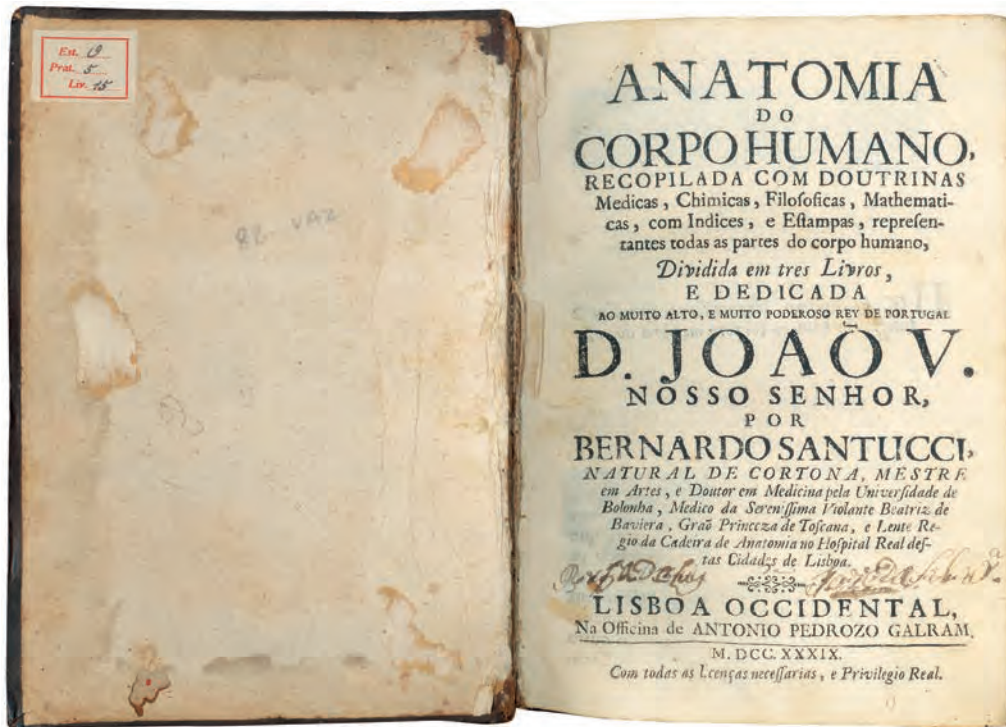 Est. 19
Prat. 5
Liv. 15
98- VAZ
ANATOMIA
DO
CORPO HUMANO,
RECOPILADA COM DOUTRINAS
Medicas, Chimicas, Filoſoficas, Mathemati-
cas, com Indices, e Eſtampas, repreſen-
tantes todas as partes do corpo humano,
Dividida em tres Livros,
E DEDICADA
AO MUITO ALTO, E MUITO PODEROSO REY DE PORTUGAL
D. JOAÕ V.
NOSSO SENHOR,
POR
BERNARDO SANTUCCI,
NATURAL DE CORTONA, MESTRE
em Artes, e Doutor em Medicina pela Univerſidade de
Bolonha, Medico da Sereniſſima Violante Beatriz de
Baviera, Graõ Princeza de Toſcana, e Lente Re-
gio da Cadeira de Anatomia no Hoſpital Real deſ-
tas Cidades de Lisboa.
LISBOA OCCIDENTAL,
Na Officina de ANTONIO PEDROZO GALRAM.
M. DCC. XXXIX.
Com todas as licenças neceſſarias, e Privilegio Real.